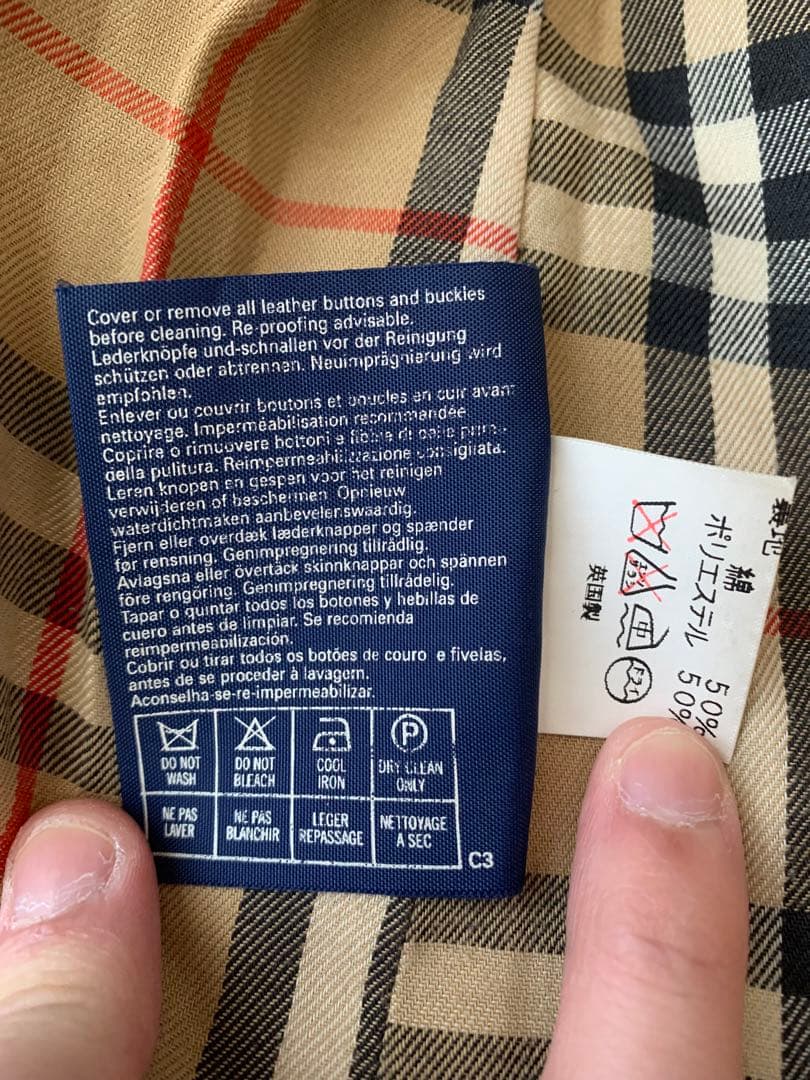 Cover or remove all leather buttons and buckles
before cleaning. Re-proofing advisable.
Lederknöpfe und-schnallen vor der Reinigung
schützen oder abtrennen. Neuimprägnierung wird
empfohlen.
Enlever ou couvrir boutons et boucles en cuir avant
nettoyage. Imperméabilisation recommandée
Coprire o rimuovere bottoni e fibbie di pelle prima
della pulitura. Reimpermeabilizzazione consigliata.
Leren knopen en gespen voor het reinigen
verwijderen of beschermen. Opnieuw
waterdichtmaken aanbevelenswaardig.
Fjern eller overdæk læderknapper og spænder
før rensning. Genimpregnering tilrådlig.
Avlagsna eller övertäck skinnknappar och spännen
före rengöring. Genimpregnering tillrådelig.
Tapar o quintar todos los botones y hebillas de
cuero antes de limpiar. Se recomienda
reimpermeabilización.
Cobrir ou tirar todos os botões de couro e fivelas,
antes de se proceder à lavagem.
Aconselha-se-re-impermeabilizar.
P
DO NOT WASH
DO NOT BLEACH
COOL IRON
DRY CLEAN ONLY
NE PAS LAVER
NE PAS BLANCHIR
LEGER REPASSAGE
NETTOYAGE A SEC
C3
表地
綿 50%
ポリエステル 50%
中
英国製